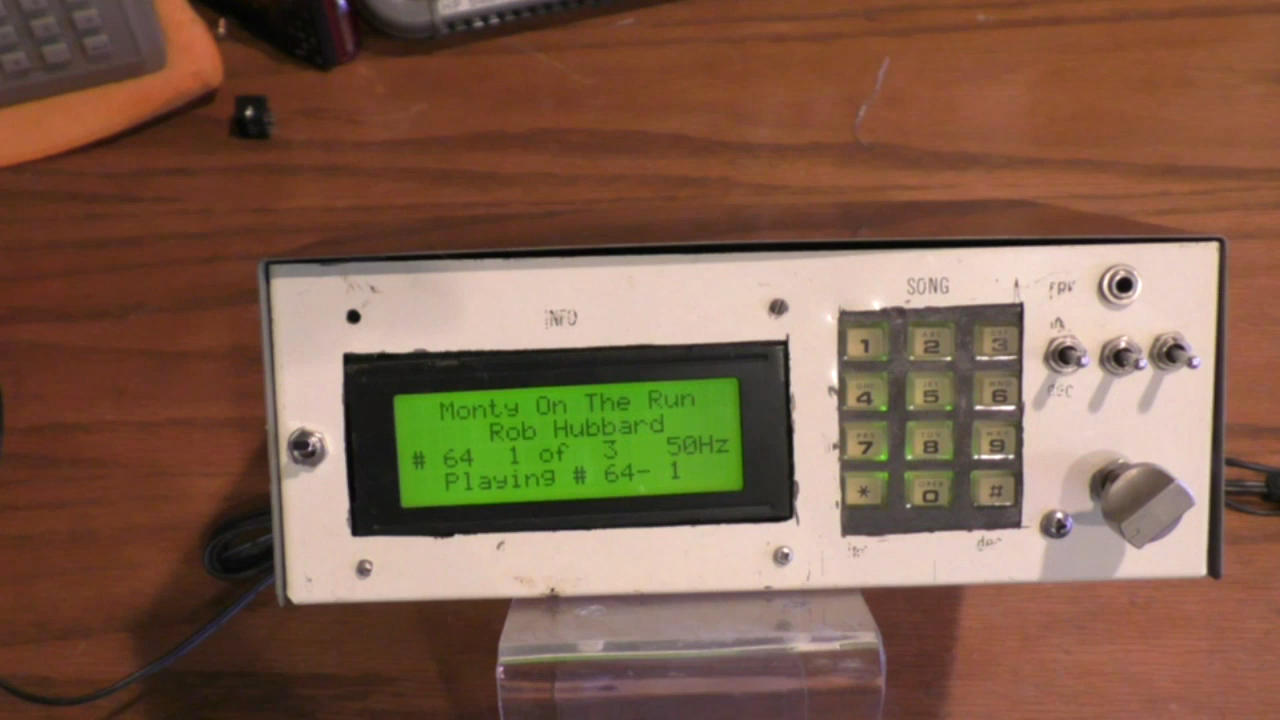 SONG
INFO
Monty On The Run
Rob Hubbard
# 64 1 of 3 50Hz
Playing # 64- 1
1 2 3
4 5 6
7 8 9
* 0 #